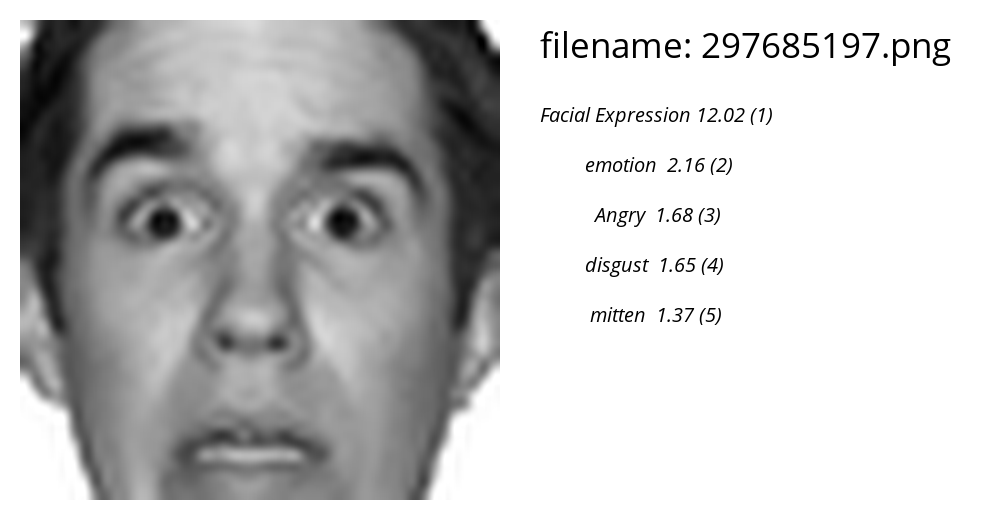 filename: 297685197.png
Facial Expression 12.02 (1)
emotion 2.16 (2)
Angry 1.68 (3)
disgust 1.65 (4)
mitten 1.37 (5)